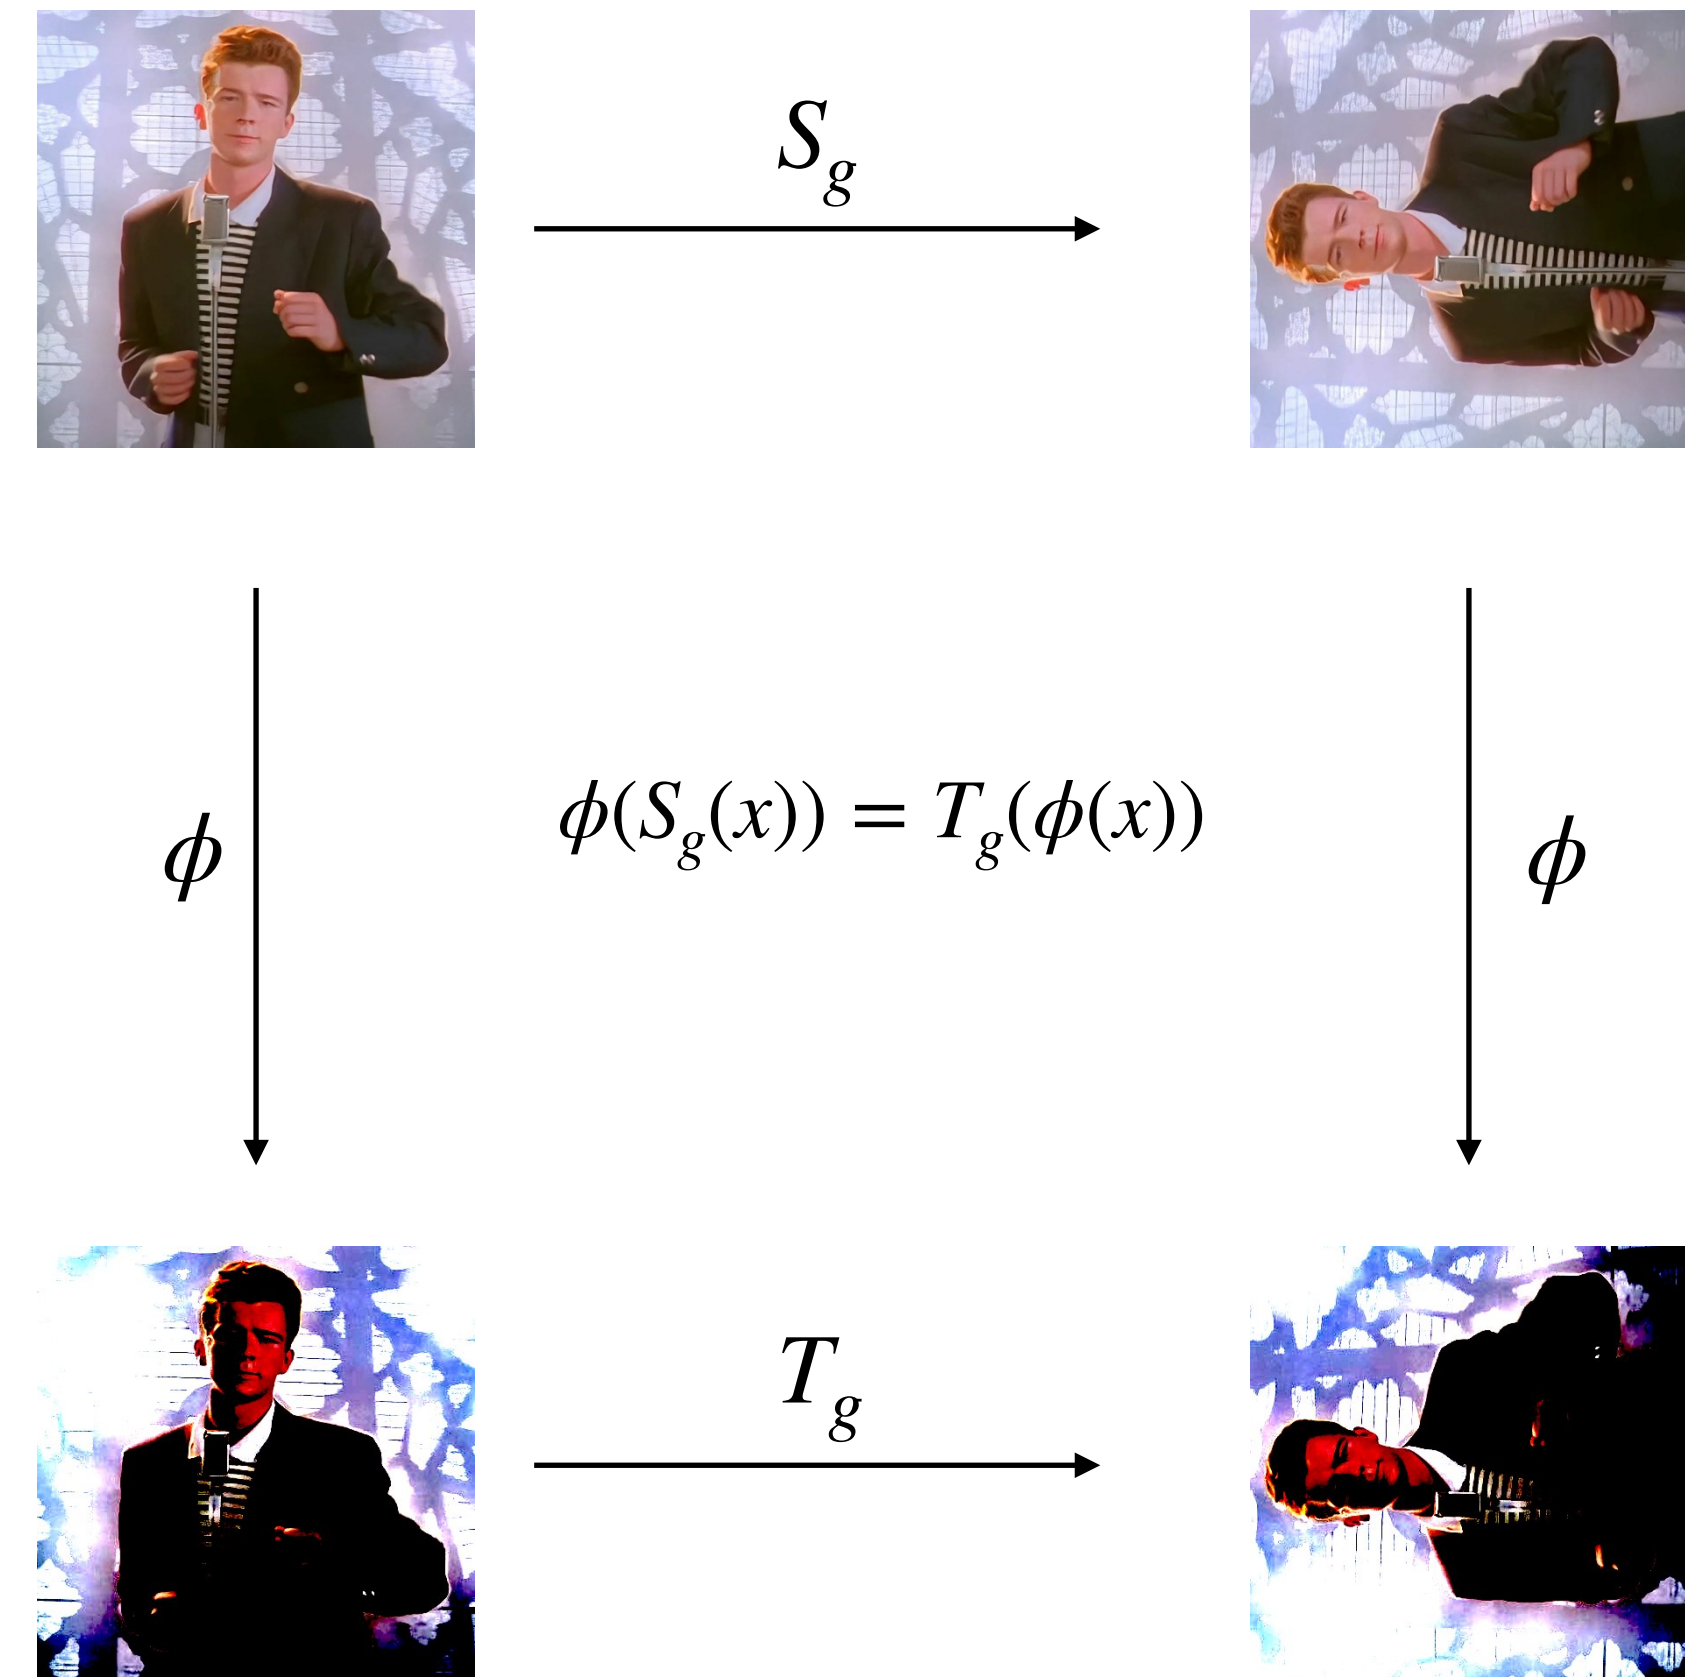 S_g
ϕ
ϕ(S_g(x)) = T_g(ϕ(x))
ϕ
T_g